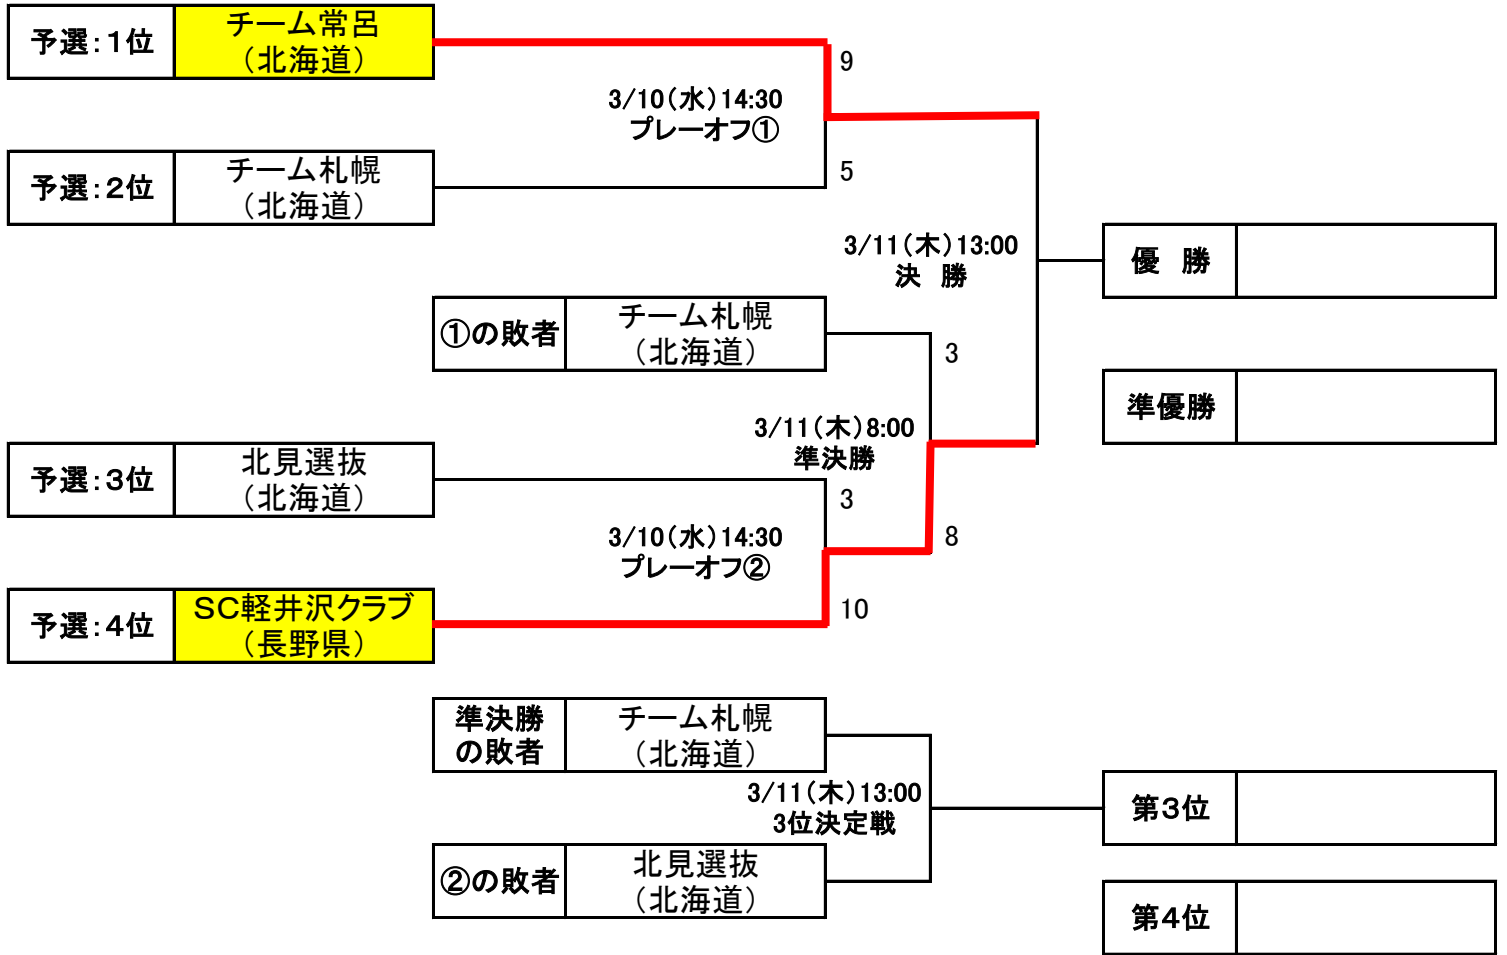 予選:1位
チーム常呂
（北海道）
9
3/10(水)14:30
プレーオフ①
予選:2位
チーム札幌
（北海道）
5
3/11(木)13:00
決　勝
優　勝
①の敗者
チーム札幌
（北海道）
3
準優勝
3/11(木)8:00
準決勝
予選:3位
北見選抜
（北海道）
3
3/10(水)14:30
プレーオフ②
8
予選:4位
SC軽井沢クラブ
（長野県）
10
準決勝
の敗者
チーム札幌
（北海道）
3/11(木)13:00
3位決定戦
第3位
②の敗者
北見選抜
（北海道）
第4位